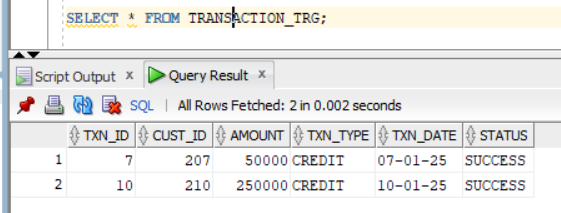 SELECT * FROM TRANSACTION_TRG;
Script Output x Query Result x
SQL | All Rows Fetched: 2 in 0.002 seconds
TXN_ID CUST_ID AMOUNT TXN_TYPE TXN_DATE STATUS
1 7 207 50000 CREDIT 07-01-25 SUCCESS
2 10 210 250000 CREDIT 10-01-25 SUCCESS